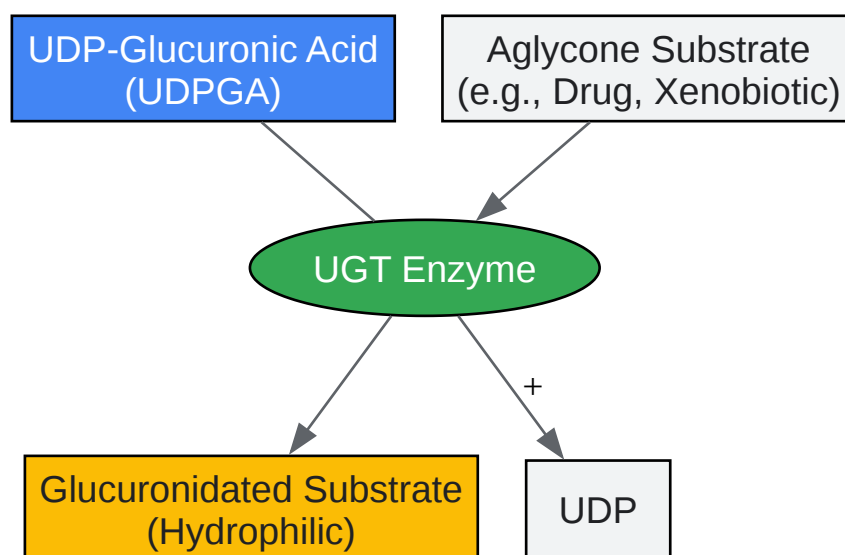 UDP-Glucuronic Acid
(UDPGA)
Aglycone Substrate
(e.g., Drug, Xenobiotic)
UGT Enzyme
+
Glucuronidated Substrate
(Hydrophilic)
UDP